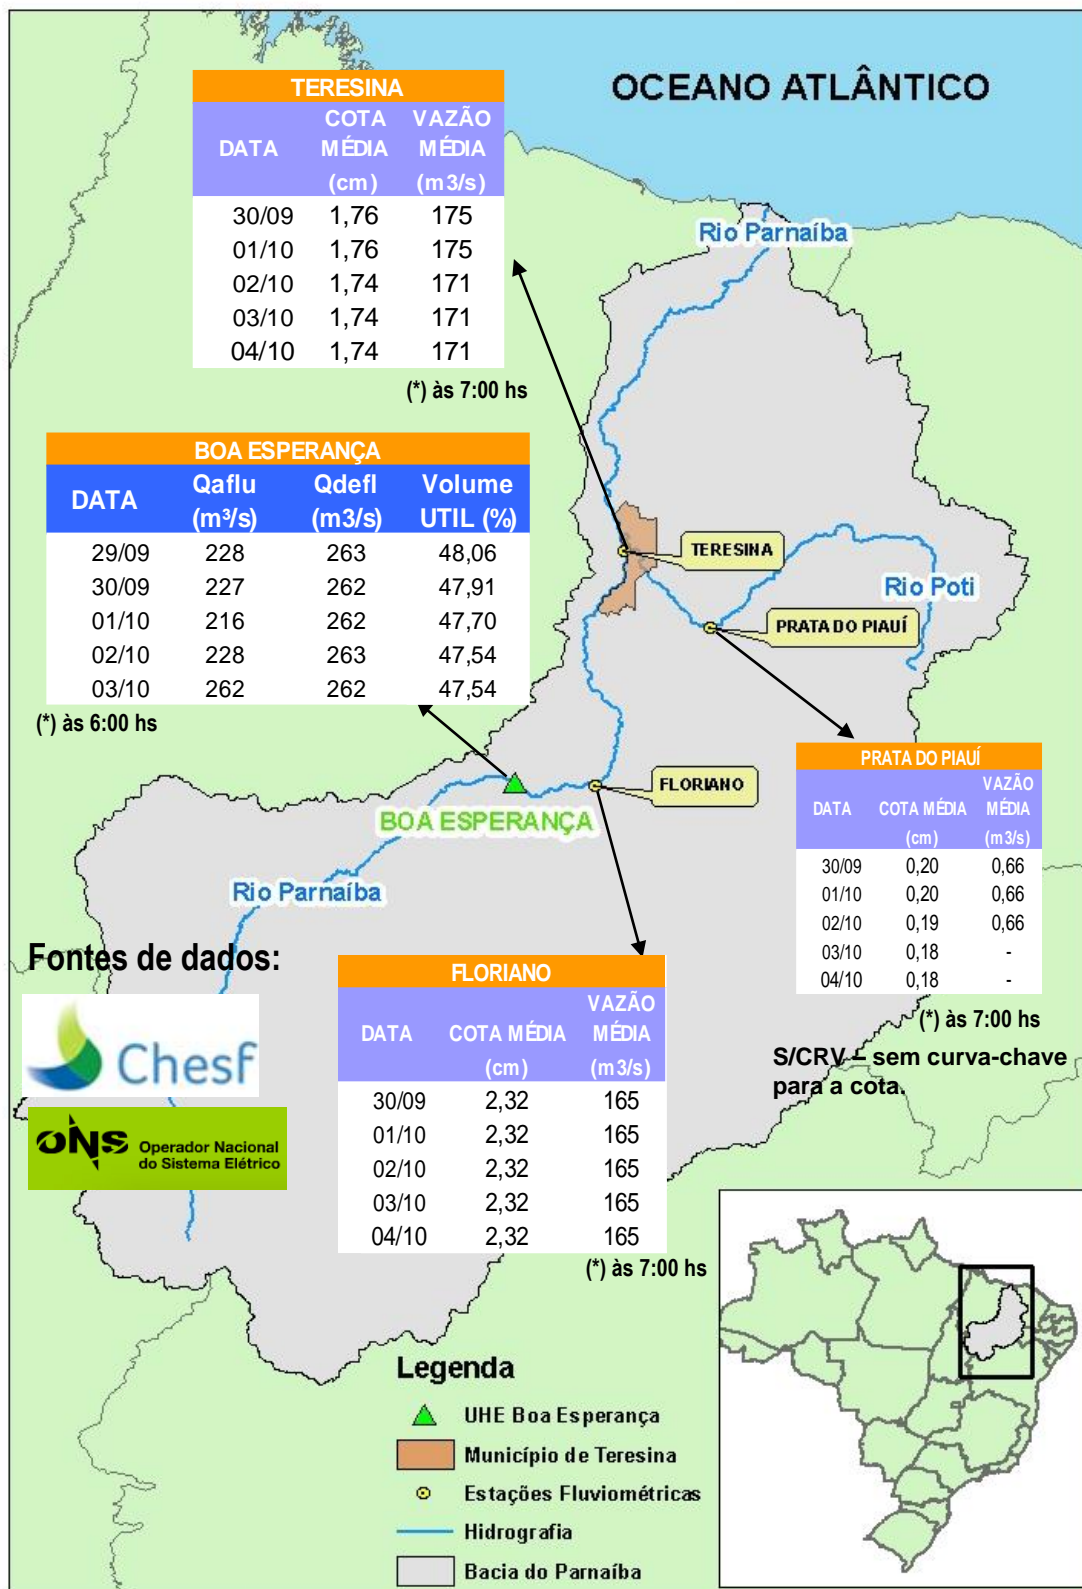 OCEANO ATLÂNTICO
TERESINA
DATA COTA MÉDIA (cm) VAZÃO MÉDIA (m3/s)
30/09 1,76 175
01/10 1,76 175
02/10 1,74 171
03/10 1,74 171
04/10 1,74 171
(*) às 7:00 hs
Rio Parnaíba
BOA ESPERANÇA
DATA Qaflu (m³/s) Qdefl (m3/s) Volume UTIL (%)
29/09 228 263 48,06
30/09 227 262 47,91
01/10 216 262 47,70
02/10 228 263 47,54
03/10 262 262 47,54
(*) às 6:00 hs
TERESINA
Rio Poti
PRATA DO PIAUÍ
FLORIANO
BOA ESPERANÇA
Rio Parnaíba
PRATA DO PIAUÍ
DATA COTA MÉDIA (cm) VAZÃO MÉDIA (m3/s)
30/09 0,20 0,66
01/10 0,20 0,66
02/10 0,19 0,66
03/10 0,18 -
04/10 0,18 -
(*) às 7:00 hs
S/CRV – sem curva-chave
para a cota.
Fontes de dados:
Chesf
ONS Operador Nacional
do Sistema Elétrico
FLORIANO
DATA COTA MÉDIA (cm) VAZÃO MÉDIA (m3/s)
30/09 2,32 165
01/10 2,32 165
02/10 2,32 165
03/10 2,32 165
04/10 2,32 165
(*) às 7:00 hs
Legenda
UHE Boa Esperança
Município de Teresina
Estações Fluviométricas
Hidrografia
Bacia do Parnaíba